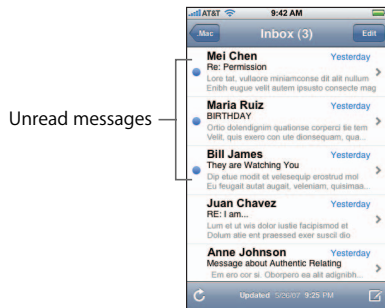 AT&T 9:42 AM
Mac Inbox (3) Edit
Mei Chen Yesterday
Re: Permission
Lore tat. vullaore miniamconse dit alit nullum
Enibh eugue velit autem ipsusto consecte mag
Unread messages
Maria Ruiz Yesterday
BIRTHDAY
Ortio dolendignim quationse corperci tie tem
Velit, quis exero con ute dionsequam, qua...
Bill James Yesterday
They are Watching You
Dip etue modit et velesequip erostrud mol
Eu feugait autat augait, veleniam, quisimaa..
Juan Chavez Yesterday
RE: I am...
Lum et ut wis dolor iustie facipismod et
Dolum atie ent praessed exer suscil dio
Anne Johnson Yesterday
Message about Authentic Relating
Em ero cor si. Oborpero ea alit adignibh..
Updated 5/26/07 9:25 PM